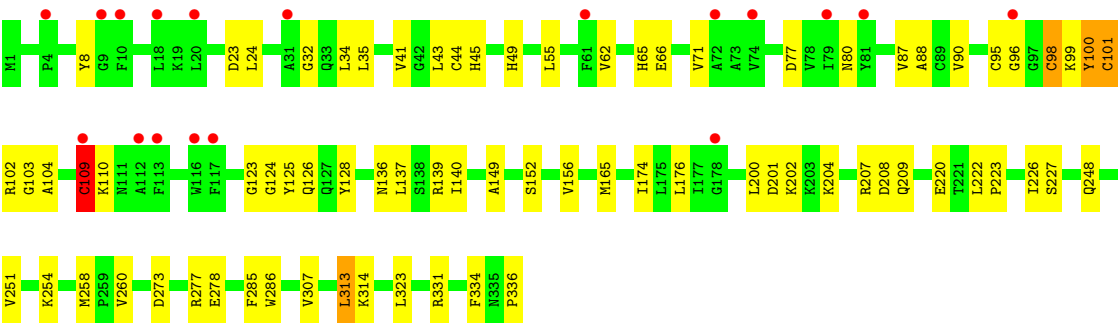 M1 P4 Y8 G9 F10 L18 K19 L20 D23 L24 A31 G32 Q33 L34 L35 V41 G42 L43 C44 H45 H49 L55 F61 V62 H65 E66 V71 A72 A73 V74 D77 V78 I79 N80 Y81 V87 A88 C89 V90 C95 G96 G97 C98 K99 Y100 C101
R102 G103 A104 C109 K110 N111 A112 F113 W116 F117 G123 G124 Y125 Q126 Q127 Y128 N136 L137 S138 R139 I140 A149 S152 V156 M165 I174 L175 L176 I177 G178 L200 D201 K202 K203 K204 R207 D208 Q209 E220 T221 L222 P223 I226 S227 Q248
V251 K254 M258 P259 V260 D273 R277 E278 F285 W286 V307 L313 K314 L323 R331 F334 N335 P336